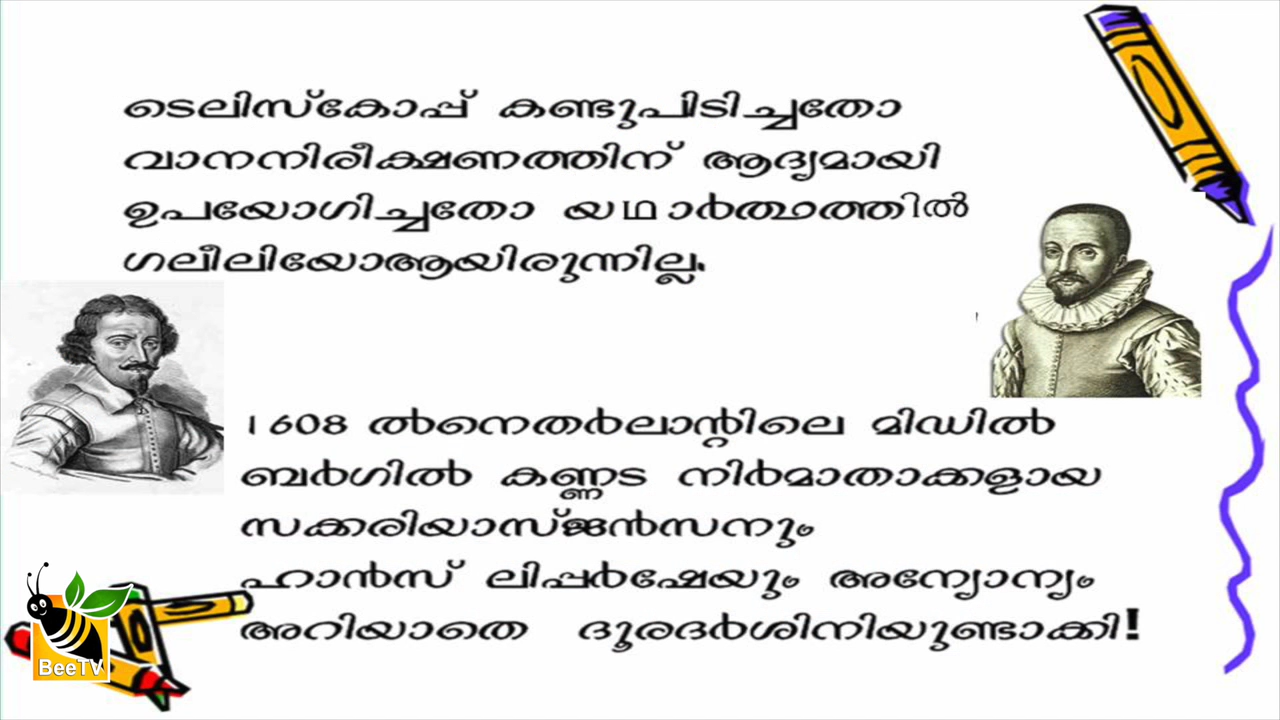 ടെലിസ്കോപ്പ് കണ്ടുപിടിച്ചതോ
വാനനിരീക്ഷണത്തിന് ആദ്യമായി
ഉപയോഗിച്ചതോ യഥാർത്ഥത്തിൽ
ഗലീലിയോആയിരുന്നില്ല.
1608 ൽനെതർലാന്റിലെ മിഡിൽ
ബർഗിൽ കണ്ണട നിർമാതാക്കളായ
സക്കരിയാസ്ജൻസനും
ഹാൻസ് ലിപ്പർഷേയും അന്യോന്യം
അറിയാതെ ദൂരദർശിനിയുണ്ടാക്കി!
BeeTV